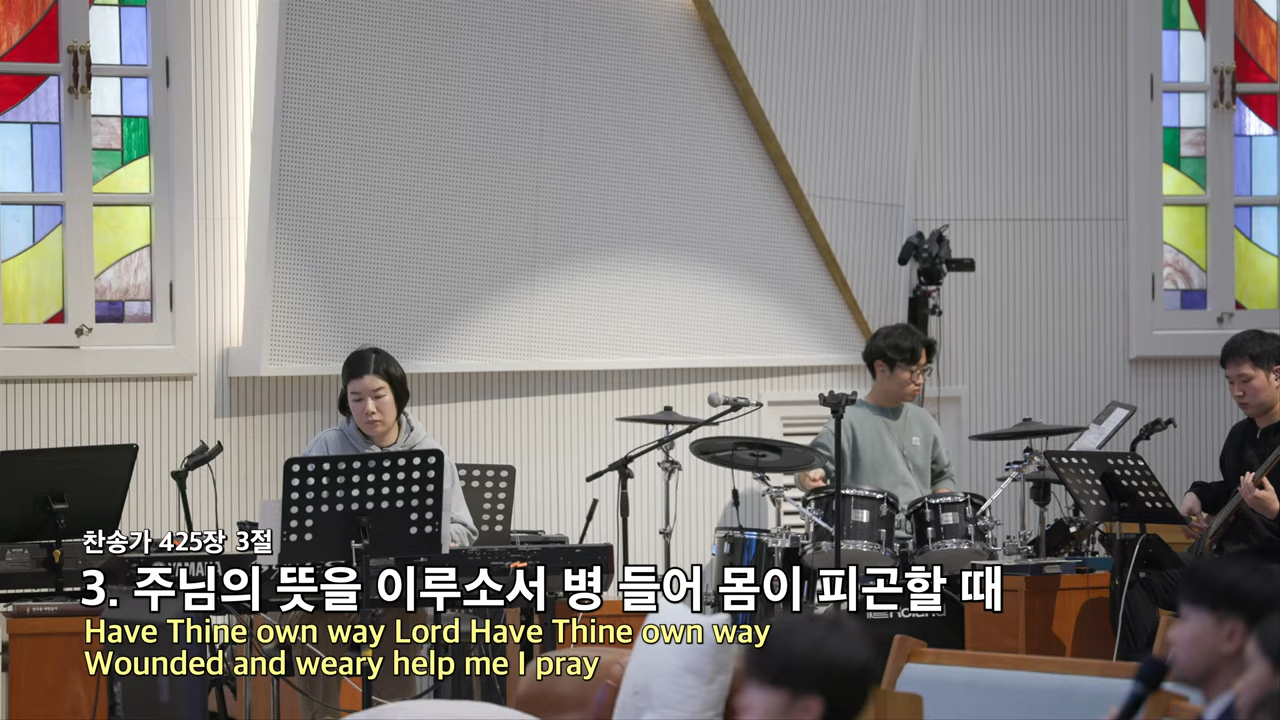 찬송가 425장 3절
YAMAHA
3. 주님의 뜻을 이루소서 병 들어 몸이 피곤할 때
Roland
Have Thine own way Lord Have Thine own way
Wounded and weary help me I pray